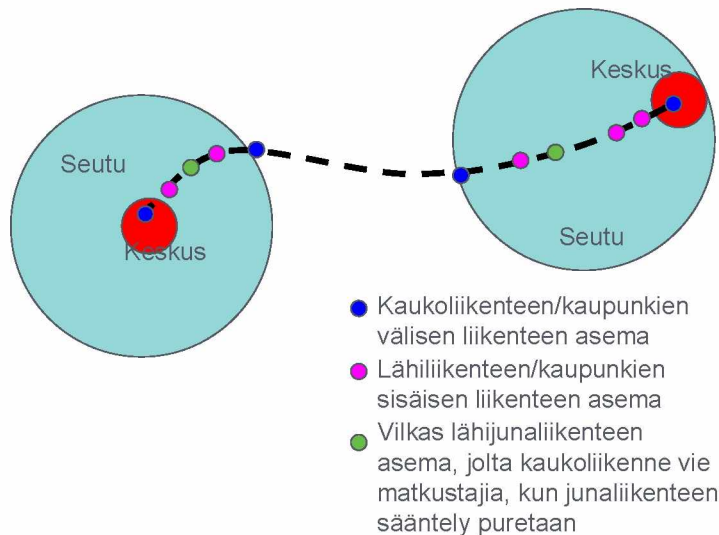 Keskus
Seutu
Keskus
Seutu
Kaukoliikenteen/kaupunkien
välisen liikenteen asema
Lähiliikenteen/kaupunkien
sisäisen liikenteen asema
Vilkas lähijunaliikenteen
asema, jolta kaukoliikenne vie
matkustajia, kun junaliikenteen
sääntely puretaan